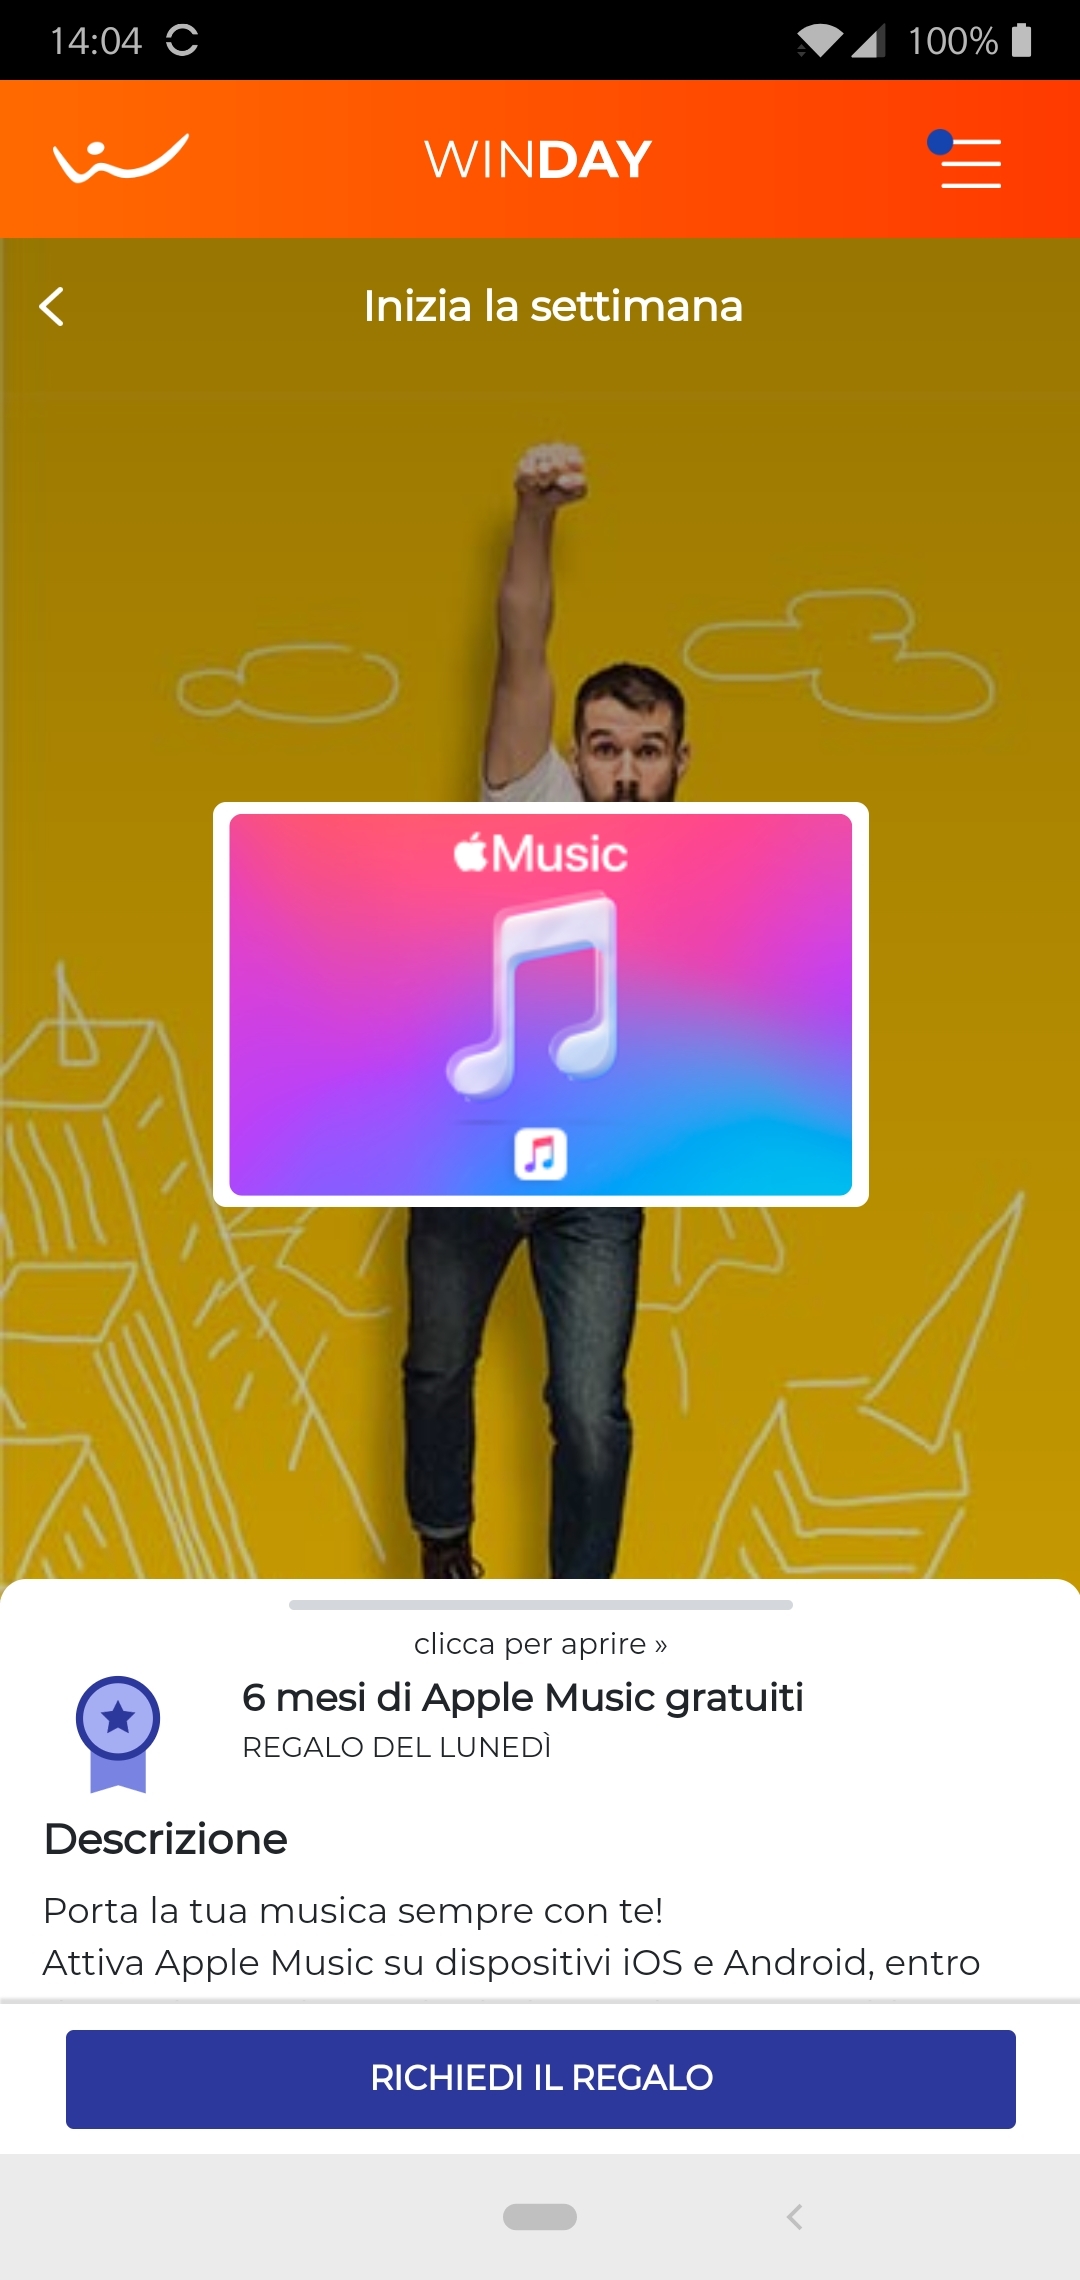 14:04
100%
WINDAY
Inizia la settimana
Music
clicca per aprire »
6 mesi di Apple Music gratuiti
REGALO DEL LUNEDÌ
Descrizione
Porta la tua musica sempre con te!
Attiva Apple Music su dispositivi iOS e Android, entro
RICHIEDI IL REGALO